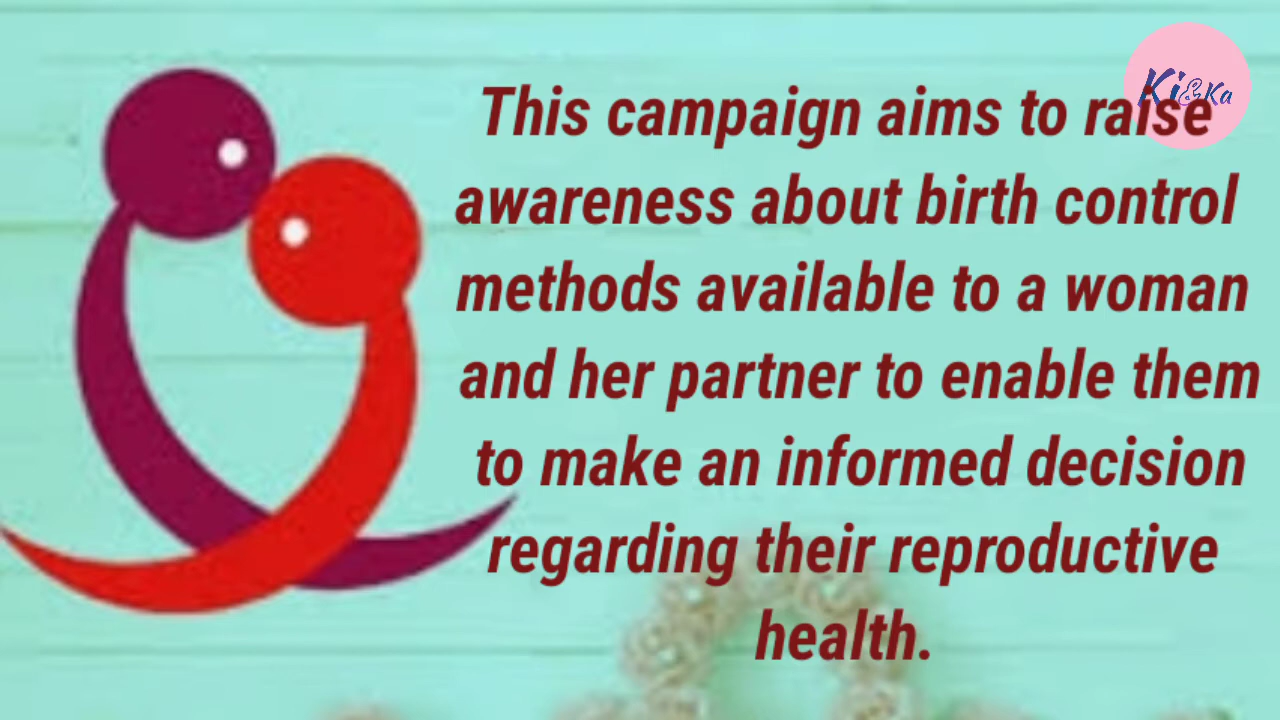 Ki&Ka
This campaign aims to raise
awareness about birth control
methods available to a woman
and her partner to enable them
to make an informed decision
regarding their reproductive
health.